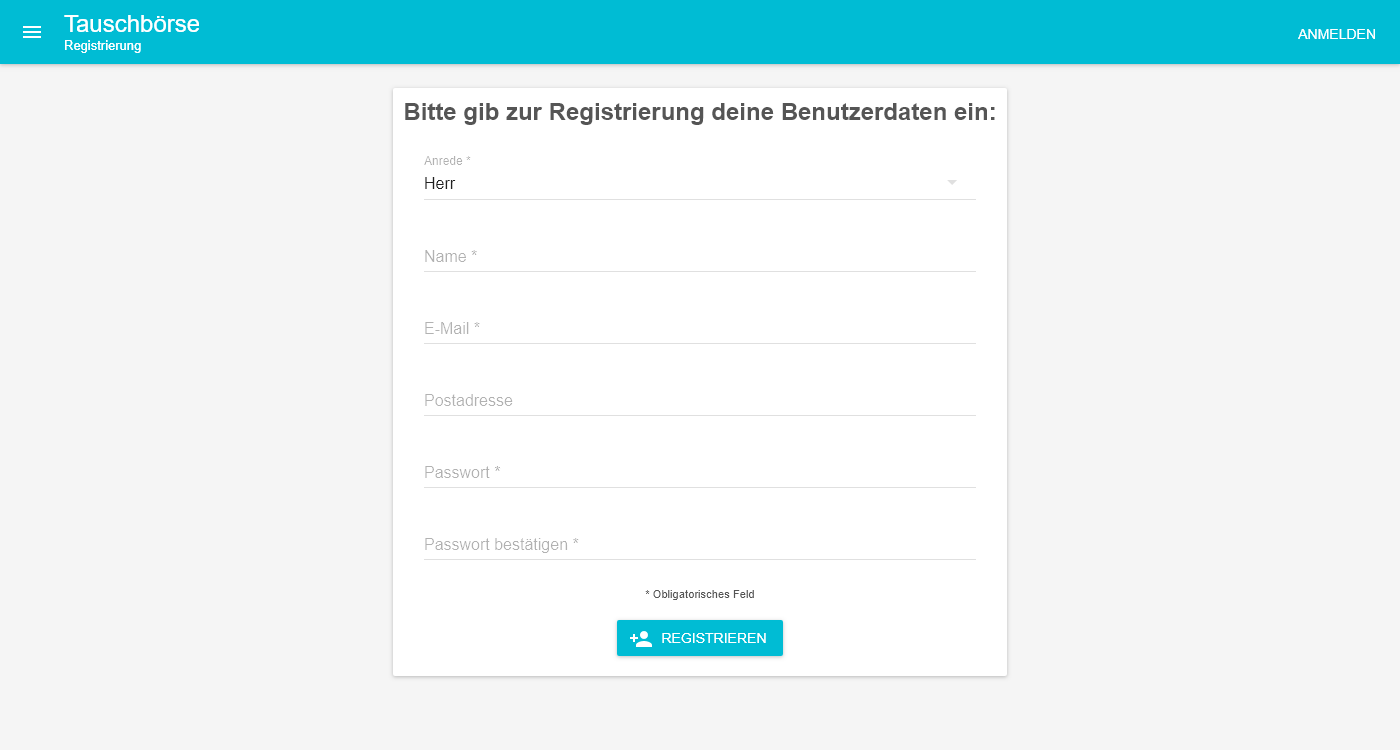 Tauschbörse
Registrierung
ANMELDEN
Bitte gib zur Registrierung deine Benutzerdaten ein:
Anrede *
Herr
Name *
E-Mail *
Postadresse
Passwort *
Passwort bestätigen *
* Obligatorisches Feld
REGISTRIEREN